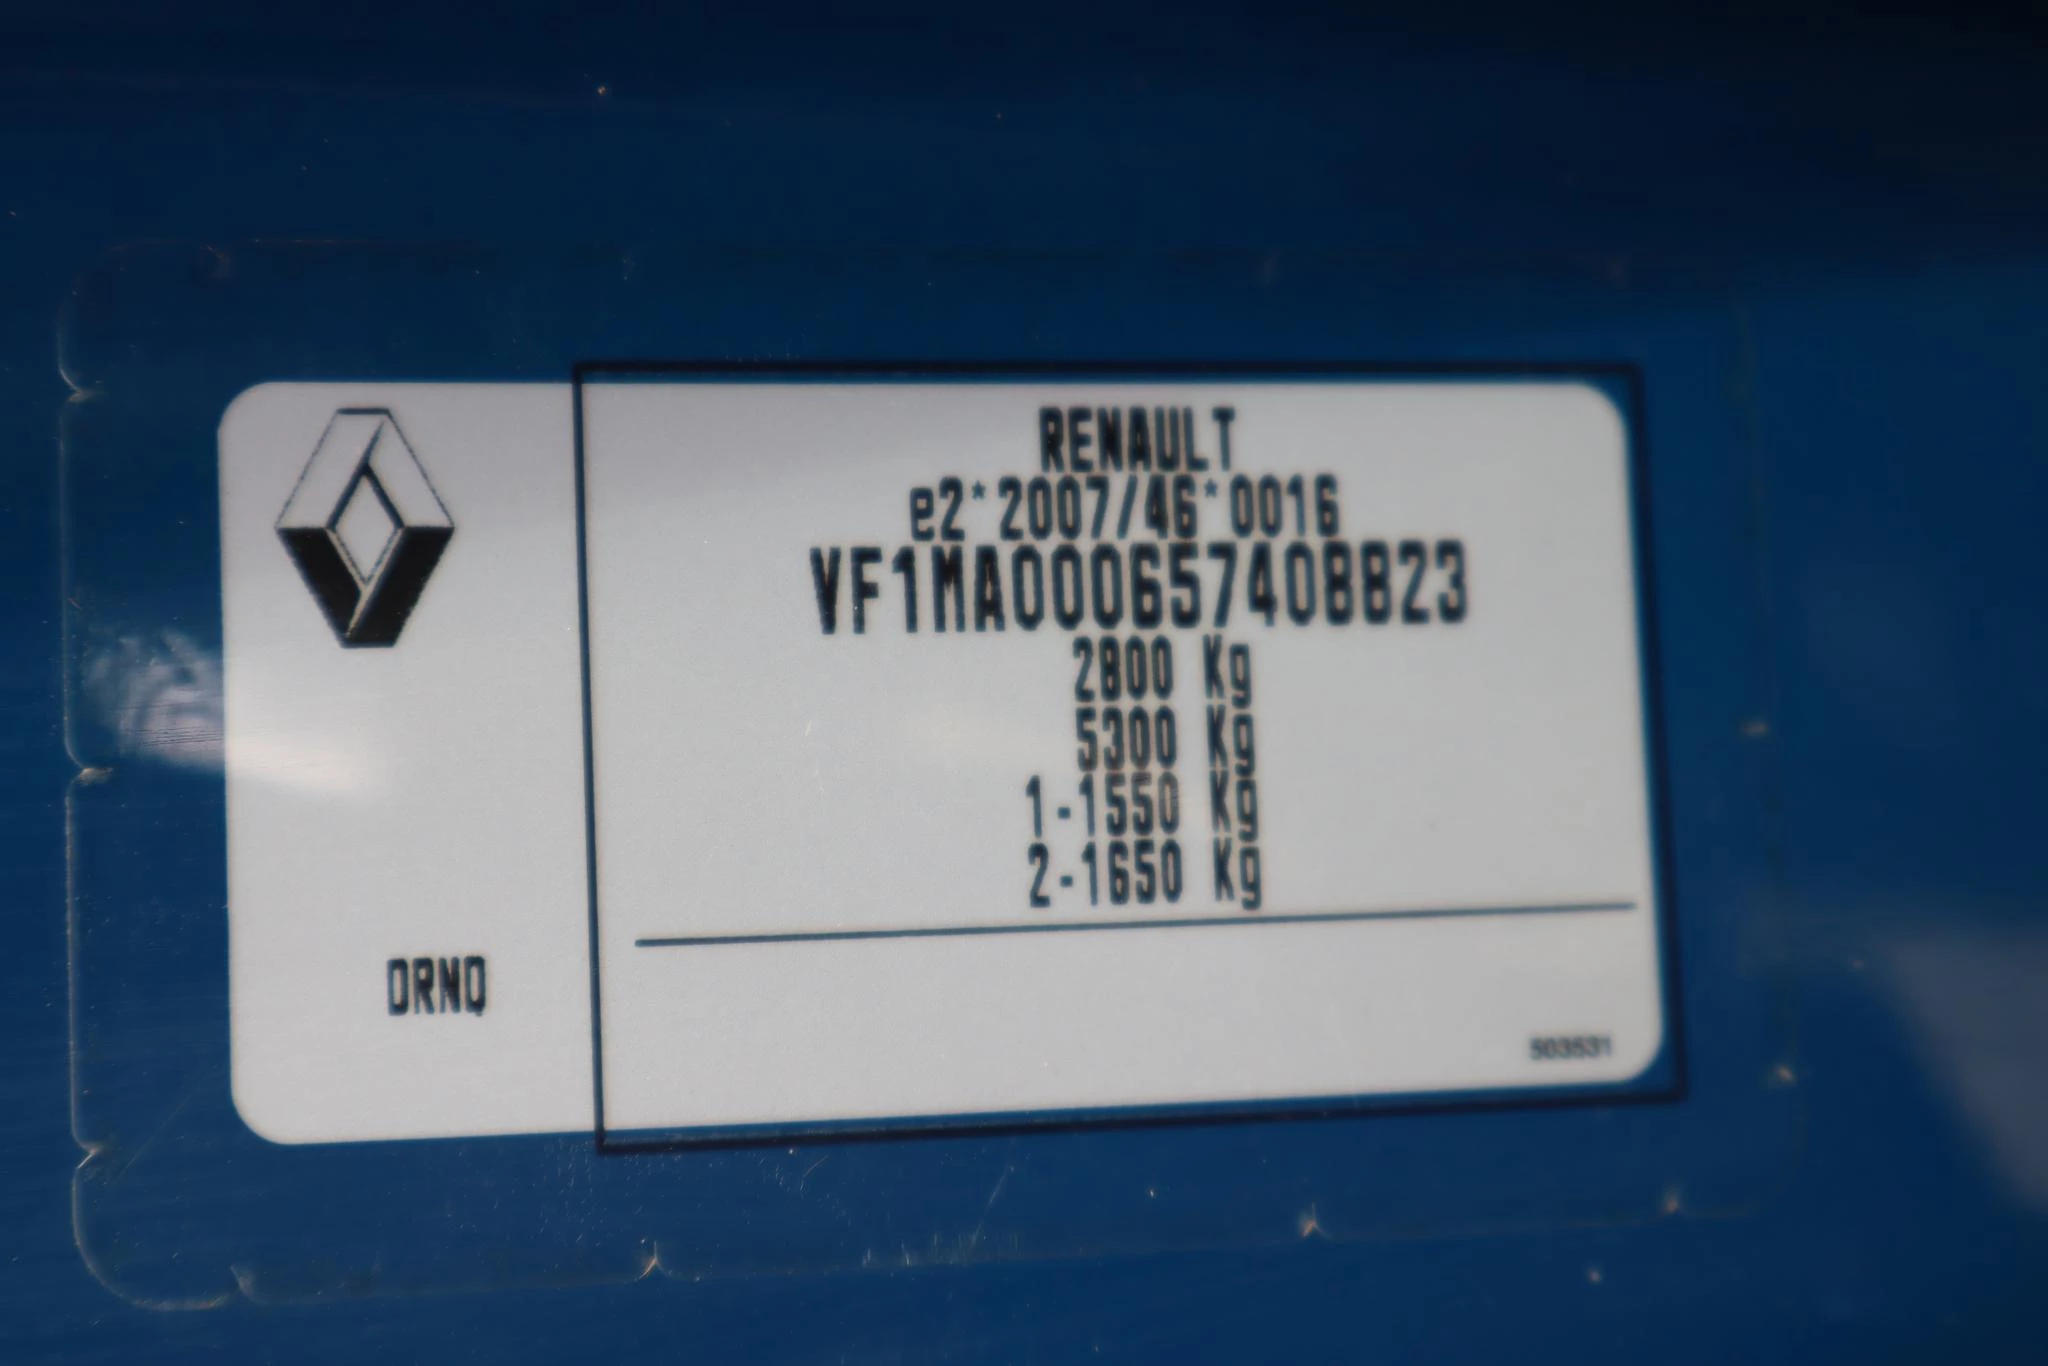 RENAULT
e2*2007/46*0016
VF1MA000657408823
2800 Kg
5300 Kg
1-1550 Kg
2-1650 Kg
DRNQ
503531